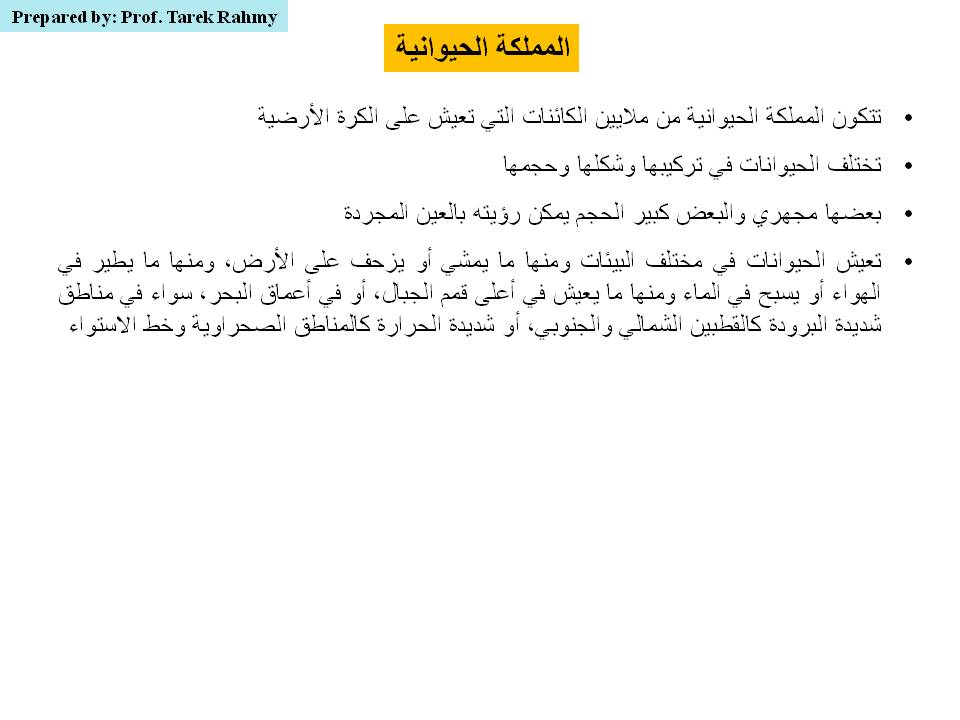 Prepared by: Prof. Tarek Rahmy
المملكة الحيوانية
• تتكون المملكة الحيوانية من ملايين الكائنات التي تعيش على الكرة الأرضية
• تختلف الحيوانات في تركيبها وشكلها وحجمها
• بعضها مجهري والبعض كبير الحجم يمكن رؤيته بالعين المجردة
• تعيش الحيوانات في مختلف البيئات ومنها ما يمشي أو يزحف على الأرض، ومنها ما يطير في
الهواء أو يسبح في الماء ومنها ما يعيش في أعلى قمم الجبال، أو في أعماق البحر، سواء في مناطق
شديدة البرودة كالقطبين الشمالي والجنوبي، أو شديدة الحرارة كالمناطق الصحراوية وخط الاستواء